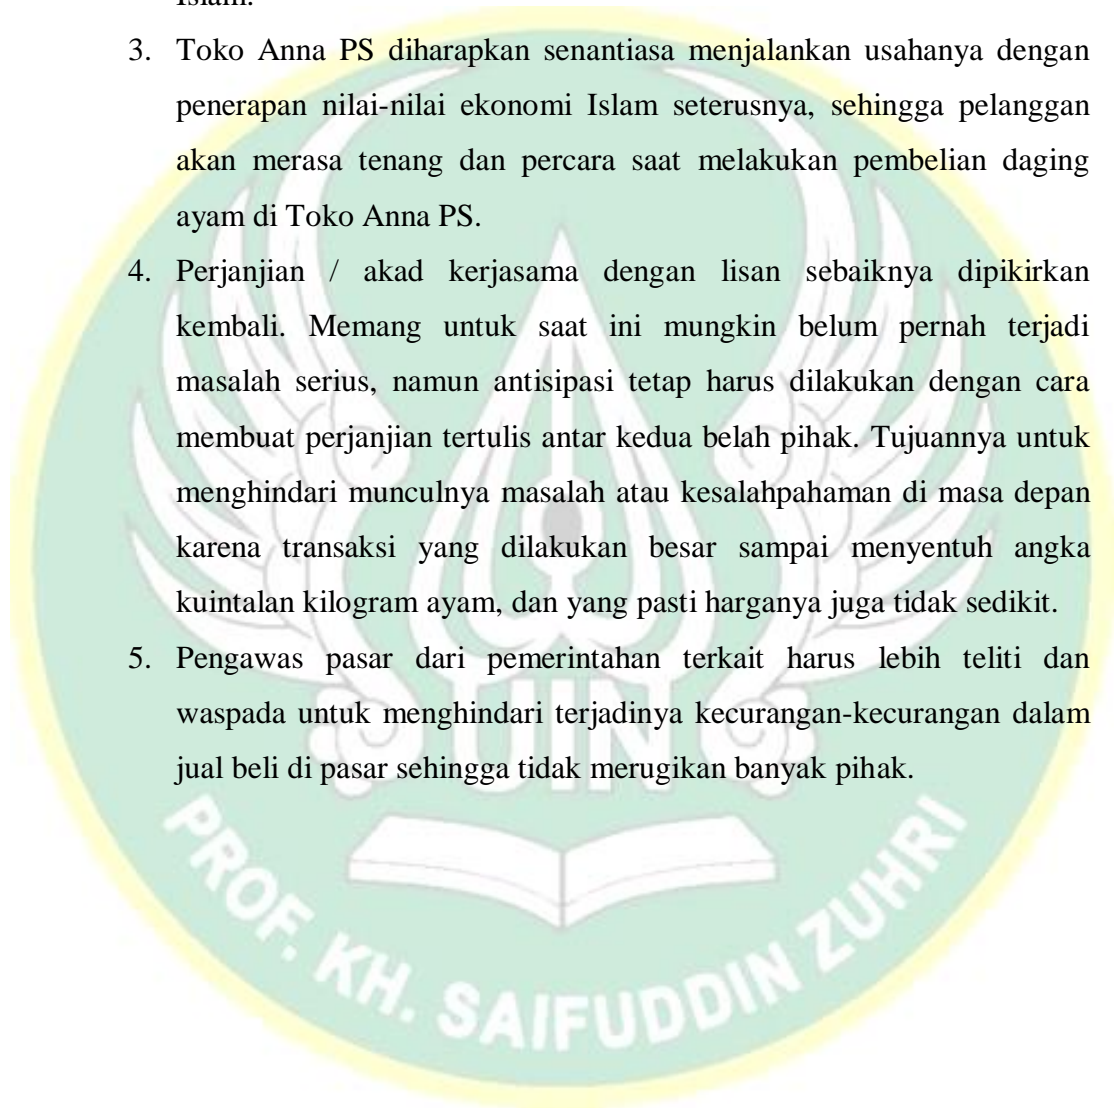 Islam.
3. Toko Anna PS diharapkan senantiasa menjalankan usahanya dengan
penerapan nilai-nilai ekonomi Islam seterusnya, sehingga pelanggan
akan merasa tenang dan percara saat melakukan pembelian daging
ayam di Toko Anna PS.
4. Perjanjian / akad kerjasama dengan lisan sebaiknya dipikirkan
kembali. Memang untuk saat ini mungkin belum pernah terjadi
masalah serius, namun antisipasi tetap harus dilakukan dengan cara
membuat perjanjian tertulis antar kedua belah pihak. Tujuannya untuk
menghindari munculnya masalah atau kesalahpahaman di masa depan
karena transaksi yang dilakukan besar sampai menyentuh angka
kuintalan kilogram ayam, dan yang pasti harganya juga tidak sedikit.
5. Pengawas pasar dari pemerintahan terkait harus lebih teliti dan
waspada untuk menghindari terjadinya kecurangan-kecurangan dalam
jual beli di pasar sehingga tidak merugikan banyak pihak.
UIN
PROF. KH. SAIFUDDIN ZUHRI